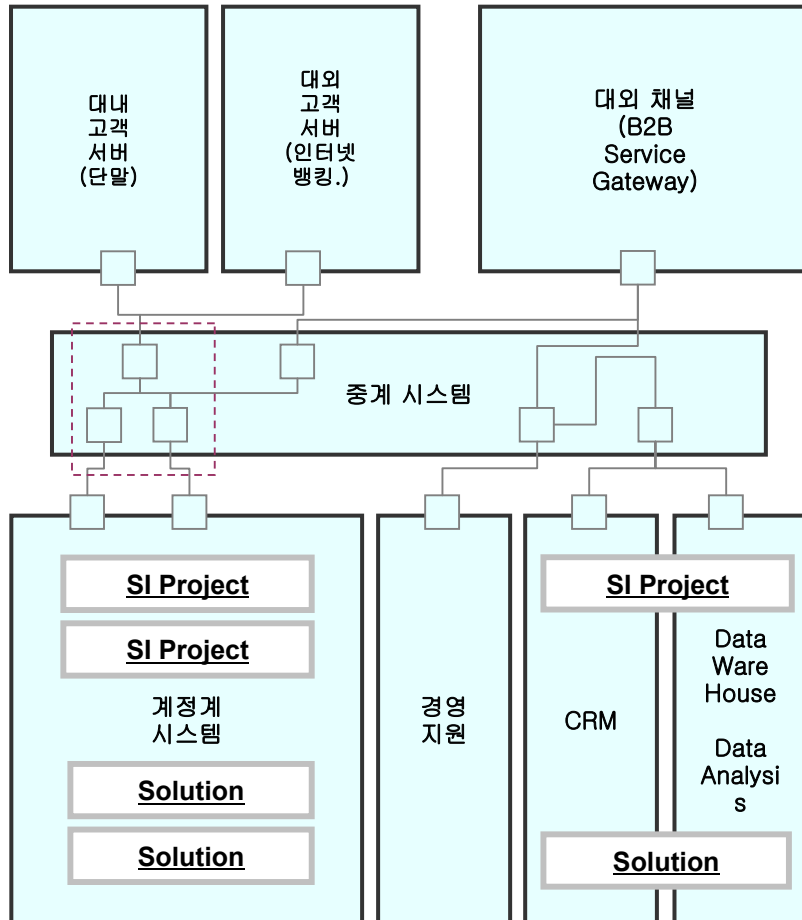 대내
고객
서버
(단말)
대외
고객
서버
(인터넷
뱅킹.)
대외 채널
(B2B
Service
Gateway)
중계 시스템
SI Project
SI Project
계정계
시스템
Solution
Solution
경영
지원
SI Project
CRM
Data
Ware
House
Data
Analysi
s
Solution